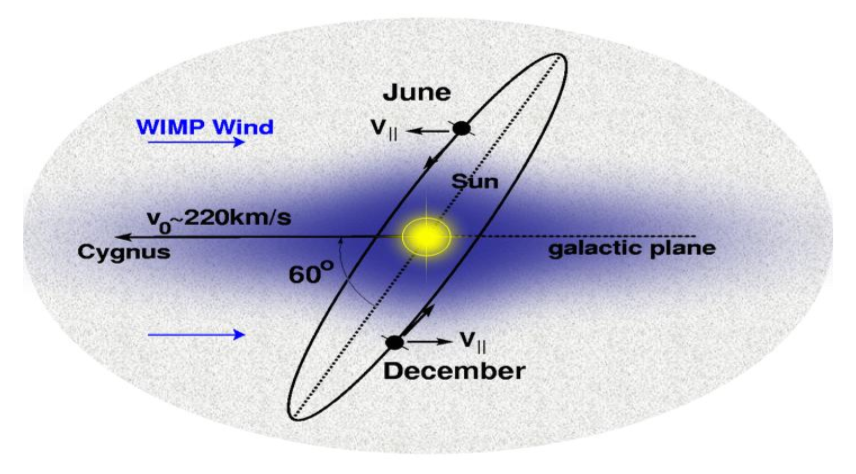 June
WIMP Wind
V||
Sun
v0~220km/s
Cygnus
galactic plane
60o
V||
December